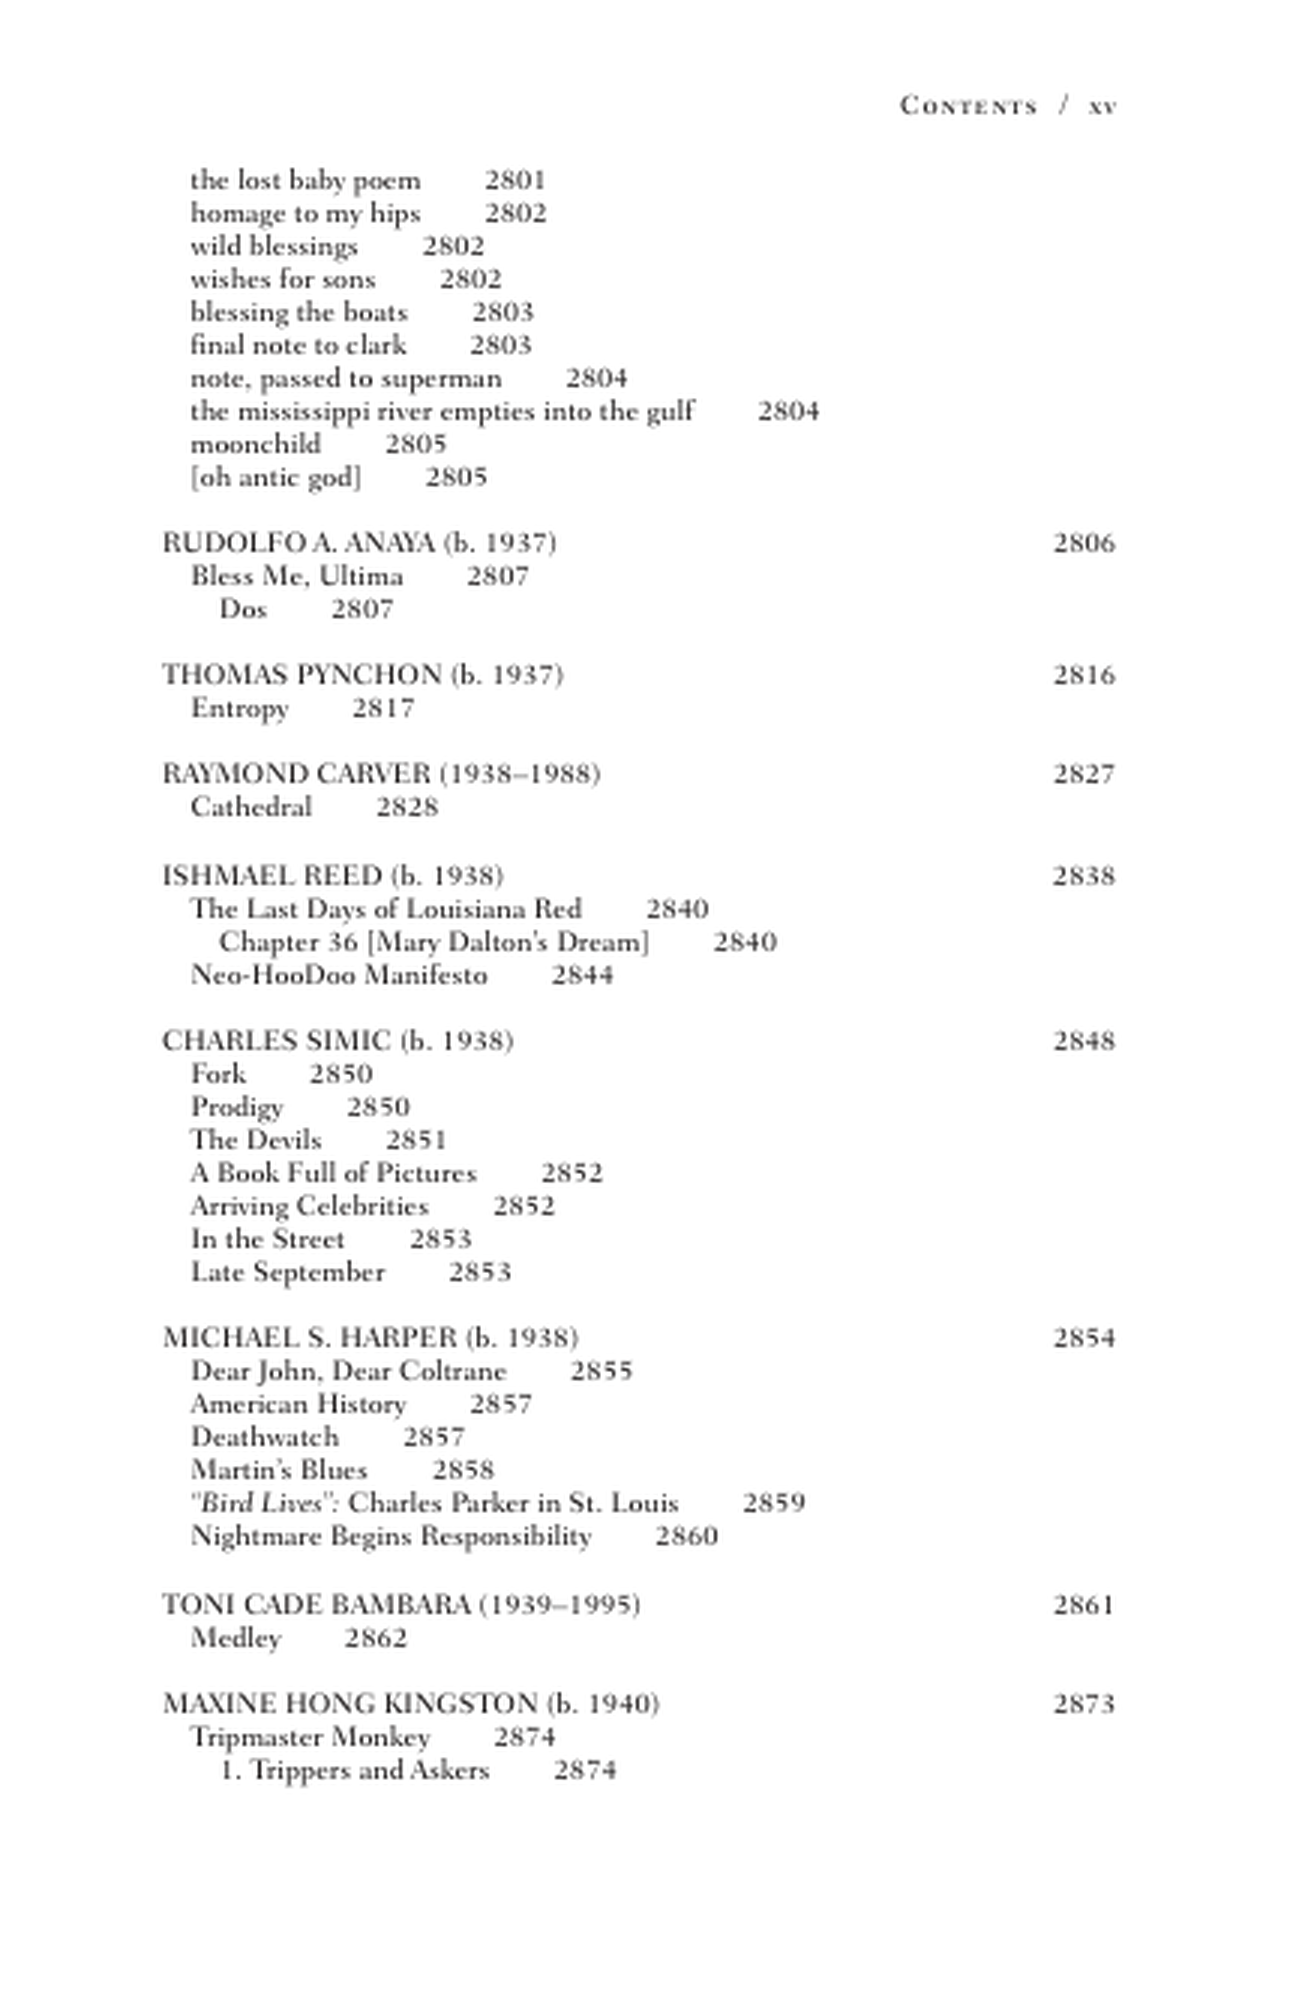 CONTENTS / XV
the lost baby poem 2801
homage to my hips 2802
wild blessings 2802
wishes for sons 2802
blessing the boats 2803
final note to clark 2803
note, passed to superman 2804
the mississippi river empties into the gulf 2804
moonchild 2805
[oh antic god] 2805
RUDOLFO A. ANAYA (b. 1937) 2806
Bless Me, Ultima 2807
Dos 2807
THOMAS PYNCHON (b. 1937) 2816
Entropy 2817
RAYMOND CARVER (1938–1988) 2827
Cathedral 2828
ISHMAEL REED (b. 1938) 2838
The Last Days of Louisiana Red 2840
Chapter 36 [Mary Dalton's Dream] 2840
Neo-HooDoo Manifesto 2844
CHARLES SIMIC (b. 1938) 2848
Fork 2850
Prodigy 2850
The Devils 2851
A Book Full of Pictures 2852
Arriving Celebrities 2852
In the Street 2853
Late September 2853
MICHAEL S. HARPER (b. 1938) 2854
Dear John, Dear Coltrane 2855
American History 2857
Deathwatch 2857
Martin's Blues 2858
"Bird Lives": Charles Parker in St. Louis 2859
Nightmare Begins Responsibility 2860
TONI CADE BAMBARA (1939–1995) 2861
Medley 2862
MAXINE HONG KINGSTON (b. 1940) 2873
Tripmaster Monkey 2874
1. Trippers and Askers 2874